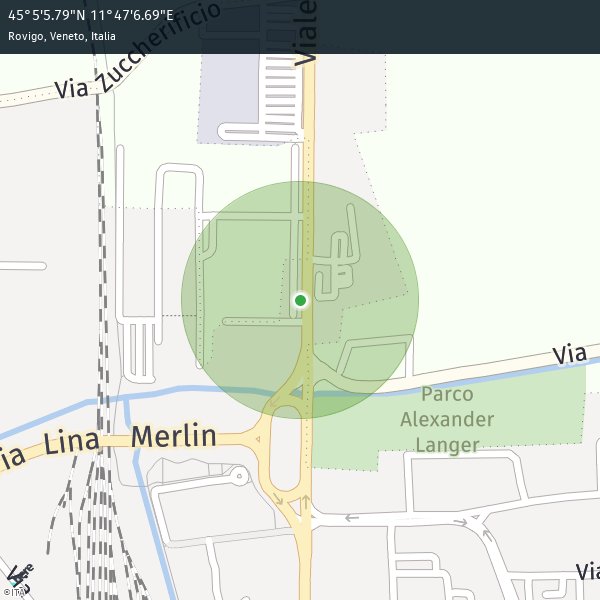 45°5'5.79"N 11°47'6.69"E
Rovigo, Veneto, Italia
Viale
Via Zuccherificio
Via
Parco
Alexander
Langer
ia Lina Merlin
Via
©ITA